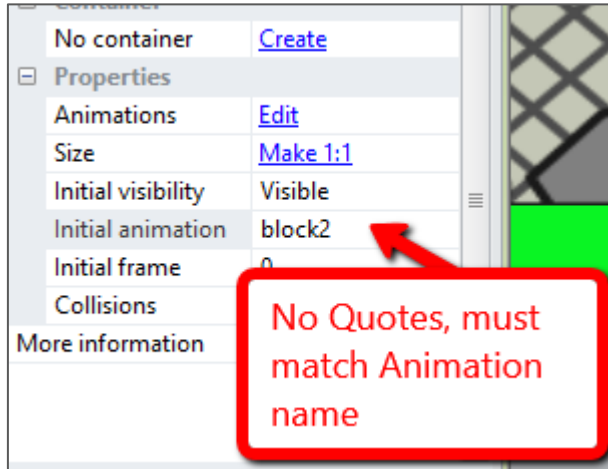 Container
No container Create
Properties
Animations Edit
Size Make 1:1
Initial visibility Visible
Initial animation block2
Initial frame 0
Collisions
More information
No Quotes, must
match Animation
name